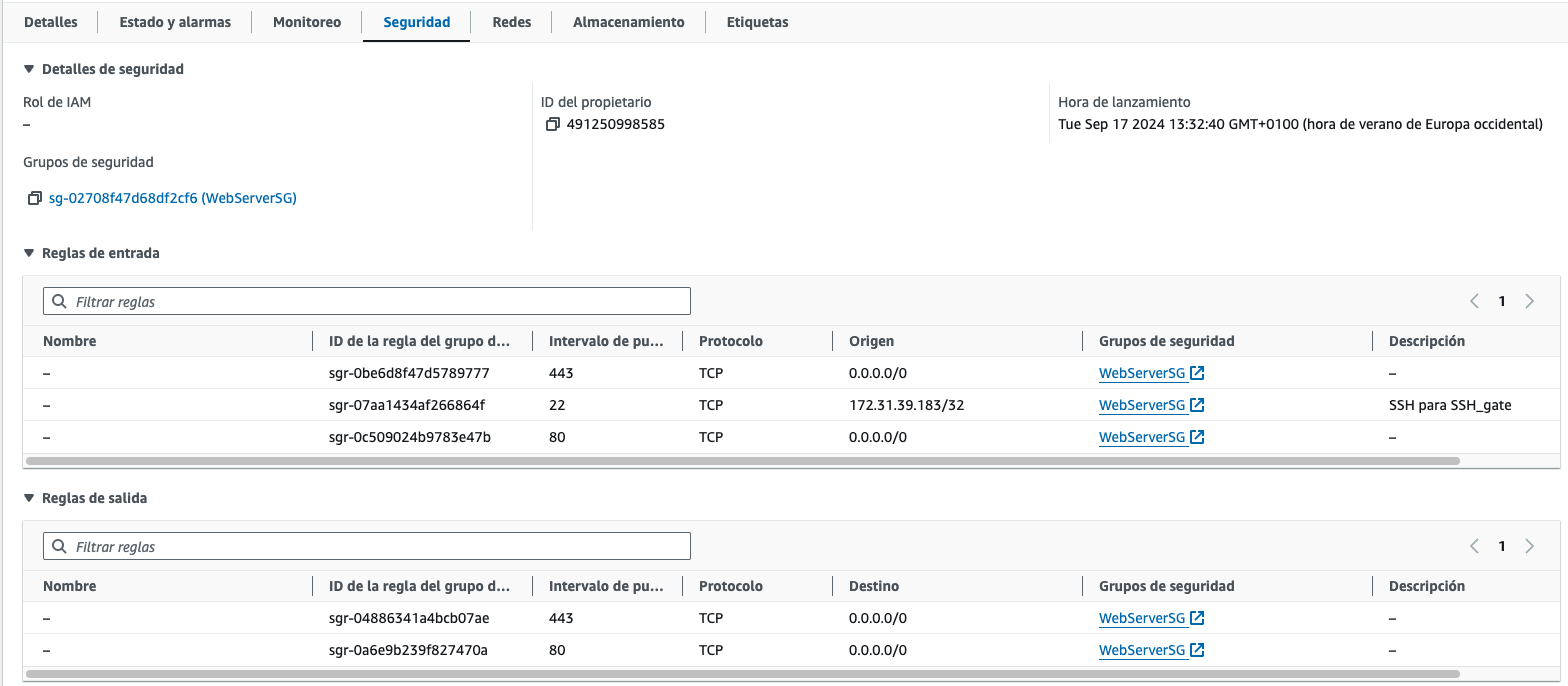 Detalles Estado y alarmas Monitoreo Seguridad Redes Almacenamiento Etiquetas
Detalles de seguridad
Rol de IAM ID del propietario Hora de lanzamiento
– 491250998585 Tue Sep 17 2024 13:32:40 GMT+0100 (hora de verano de Europa occidental)
Grupos de seguridad
sg-02708f47d68df2cf6 (WebServerSG)
Reglas de entrada
Filtrar reglas 1
Nombre ID de la regla del grupo d... Intervalo de pu... Protocolo Origen Grupos de seguridad Descripción
– sgr-0be6d8f47d5789777 443 TCP 0.0.0.0/0 WebServerSG –
– sgr-07aa1434af266864f 22 TCP 172.31.39.183/32 WebServerSG SSH para SSH_gate
– sgr-0c509024b9783e47b 80 TCP 0.0.0.0/0 WebServerSG –
Reglas de salida
Filtrar reglas 1
Nombre ID de la regla del grupo d... Intervalo de pu... Protocolo Destino Grupos de seguridad Descripción
– sgr-04886341a4bcb07ae 443 TCP 0.0.0.0/0 WebServerSG –
– sgr-0a6e9b239f827470a 80 TCP 0.0.0.0/0 WebServerSG –